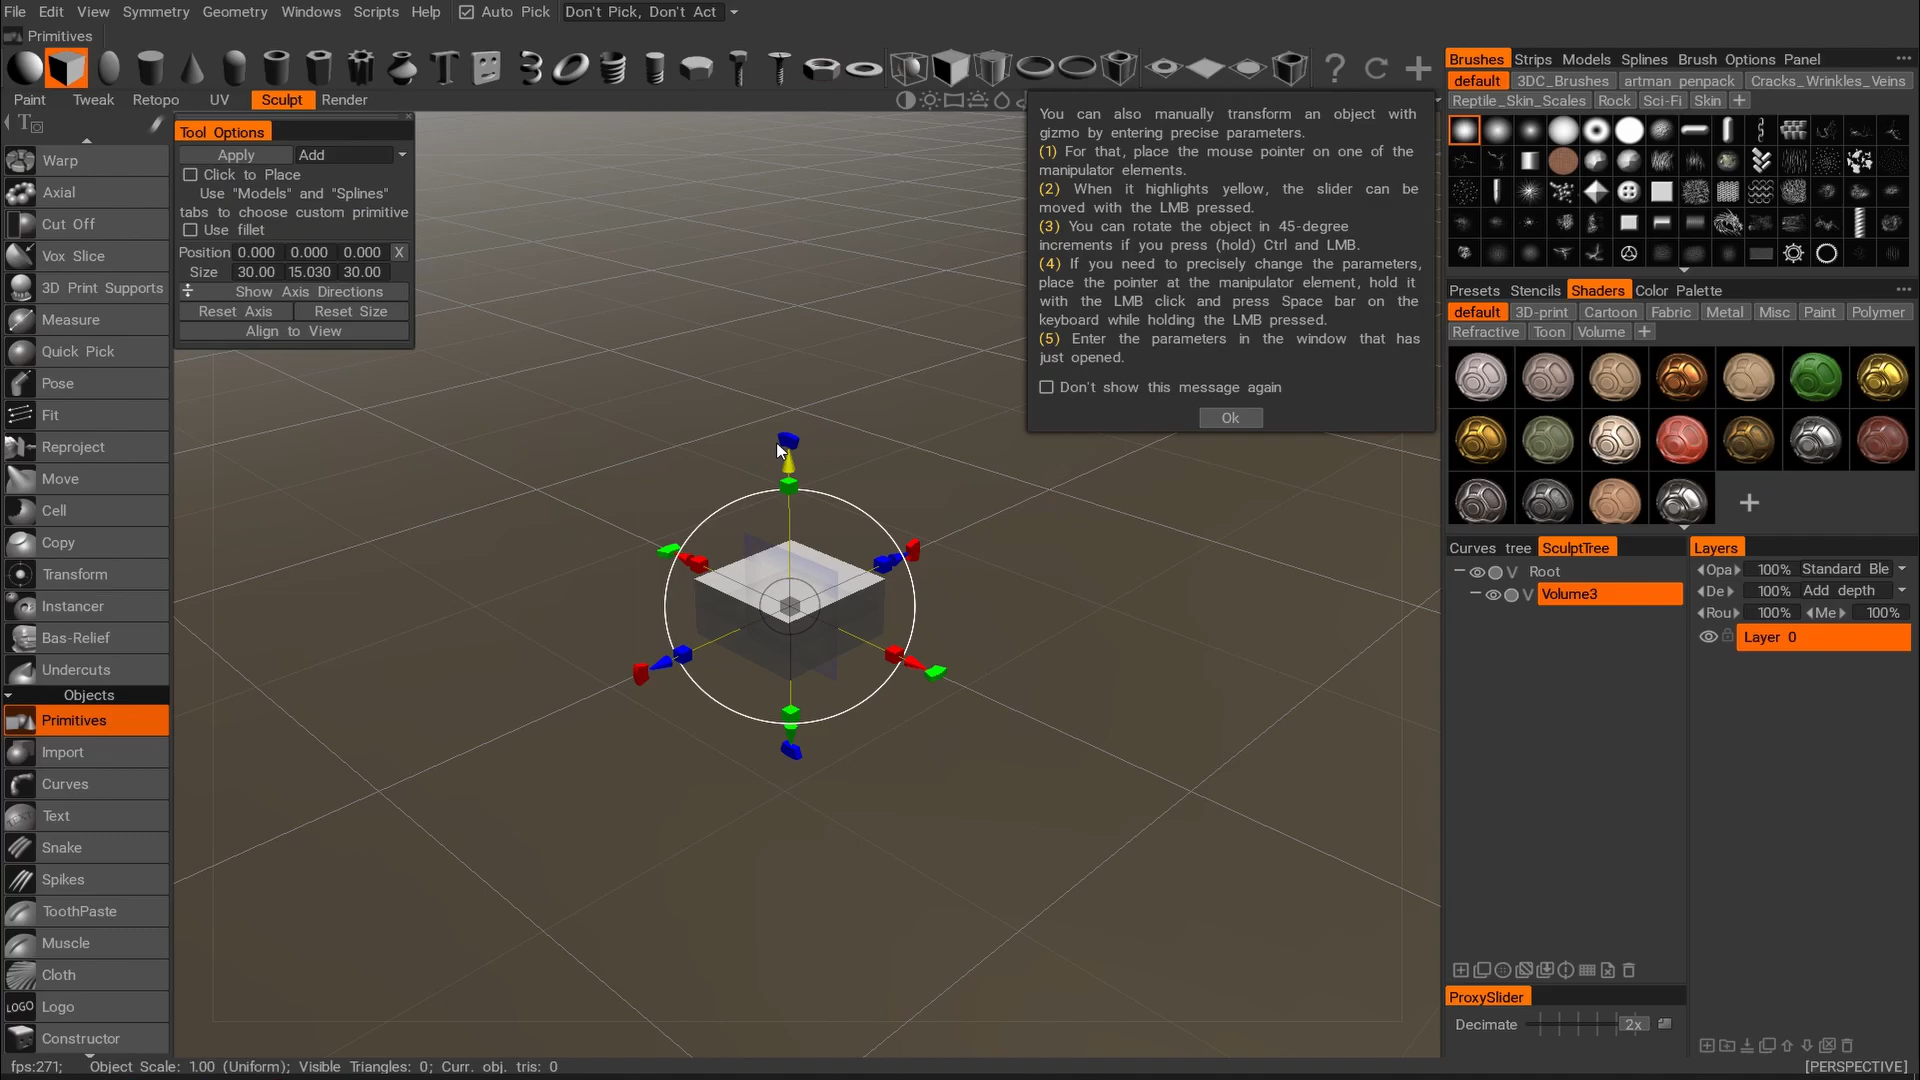 File Edit View Symmetry Geometry Windows Scripts Help Auto Pick Don't Pick, Don't Act
Primitives
Paint Tweak Retopo UV Sculpt Render
Warp
Axial
Cut Off
Vox Slice
3D Print Supports
Measure
Quick Pick
Pose
Fit
Reproject
Move
Cell
Copy
Transform
Instancer
Bas-Relief
Undercuts
Objects
Primitives
Import
Curves
Text
Snake
Spikes
ToothPaste
Muscle
Cloth
LOGO Logo
Constructor
Tool Options
Apply Add
Click to Place
Use "Models" and "Splines"
tabs to choose custom primitive
Use fillet
Position 0.000 0.000 0.000 X
Size 30.00 15.030 30.00
Show Axis Directions
Reset Axis Reset Size
Align to View
You can also manually transform an object with
gizmo by entering precise parameters.
(1) For that, place the mouse pointer on one of the
manipulator elements.
(2) When it highlights yellow, the slider can be
moved with the LMB pressed.
(3) You can rotate the object in 45-degree
increments if you press (hold) Ctrl and LMB.
(4) If you need to precisely change the parameters,
place the pointer at the manipulator element, hold it
with the LMB click and press Space bar on the
keyboard while holding the LMB pressed.
(5) Enter the parameters in the window that has
just opened.
Don't show this message again
Ok
Brushes Strips Models Splines Brush Options Panel
default 3DC_Brushes artman penpack Cracks_Wrinkles_Veins
Reptile_Skin_Scales Rock Sci-Fi Skin +
Presets Stencils Shaders Color Palette
default 3D-print Cartoon Fabric Metal Misc Paint Polymer
Refractive Toon Volume +
Curves tree SculptTree
Root
V Volume3
Layers
Opa 100% Standard Ble
De 100% Add depth
Rou 100% Me 100%
Layer 0
ProxySlider
Decimate 2x
fps:271; Object Scale: 1.00 (Uniform); Visible Triangles: 0; Curr. obj. tris: 0
[PERSPECTIVE]